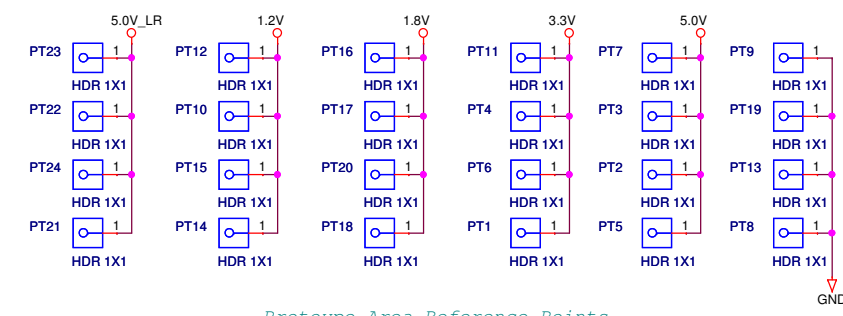 5.0V_LR 1.2V 1.8V 3.3V 5.0V
PT23 1 PT12 1 PT16 1 PT11 1 PT7 1 PT9 1
HDR 1X1 HDR 1X1 HDR 1X1 HDR 1X1 HDR 1X1 HDR 1X1
PT22 1 PT10 1 PT17 1 PT4 1 PT3 1 PT19 1
HDR 1X1 HDR 1X1 HDR 1X1 HDR 1X1 HDR 1X1 HDR 1X1
PT24 1 PT15 1 PT20 1 PT6 1 PT2 1 PT13 1
HDR 1X1 HDR 1X1 HDR 1X1 HDR 1X1 HDR 1X1 HDR 1X1
PT21 1 PT14 1 PT18 1 PT1 1 PT5 1 PT8 1
HDR 1X1 HDR 1X1 HDR 1X1 HDR 1X1 HDR 1X1 HDR 1X1
GND
Area Reference Points